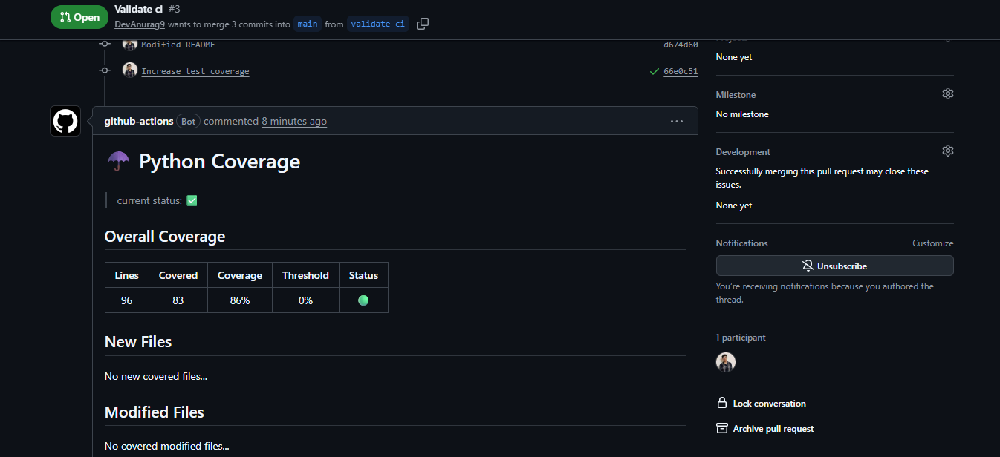 Open
Validate ci #3
DevAnurag9 wants to merge 3 commits into main from validate-ci
Modified README d674d60
Increase test coverage 66e0c51
github-actions Bot commented 8 minutes ago
Python Coverage
current status:
Overall Coverage
Lines Covered Coverage Threshold Status
96 83 86% 0%
New Files
No new covered files...
Modified Files
No covered modified files...
None yet
Milestone
No milestone
Development
Successfully merging this pull request may close these
issues.
None yet
Notifications Customize
Unsubscribe
You're receiving notifications because you authored the
thread.
1 participant
Lock conversation
Archive pull request